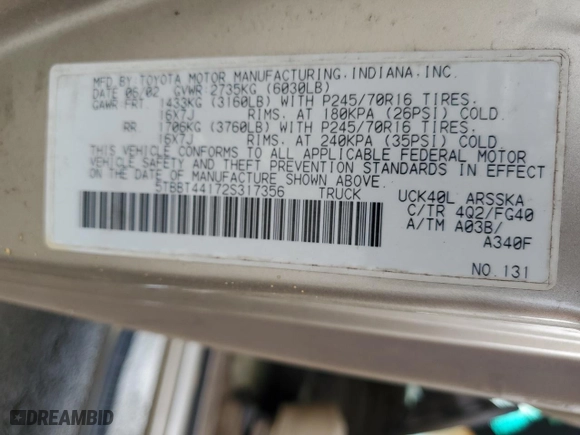 MFD BY TOYOTA MOTOR MANUFACTURING. INDIANA. INC.
DATE 06/02 GVWR 2735KG (6030LB)
GAWR FRT 1433KG (3160LB) WITH P245/70R16 TIRES.
16X7J RIMS. AT 180KPA (26PSI) COLD.
RR 1706KG (3760LB) WITH P245/70R16 TIRES.
16X7J RIMS. AT 240KPA (35PSI) COLD.
THIS VEHICLE CONFORMS TO ALL APPLICABLE FEDERAL MOTOR
VEHICLE SAFETY AND THEFT PREVENTION STANDARDS IN EFFECT
ON THE DATE OF MANUFACTURE SHOWN ABOVE.
5TBBT44172S317356 TRUCK
UCK40L ARSSKA
C/TR 4Q2/FG40
A/TM A03B/
A340F
NO.131
DREAMBID